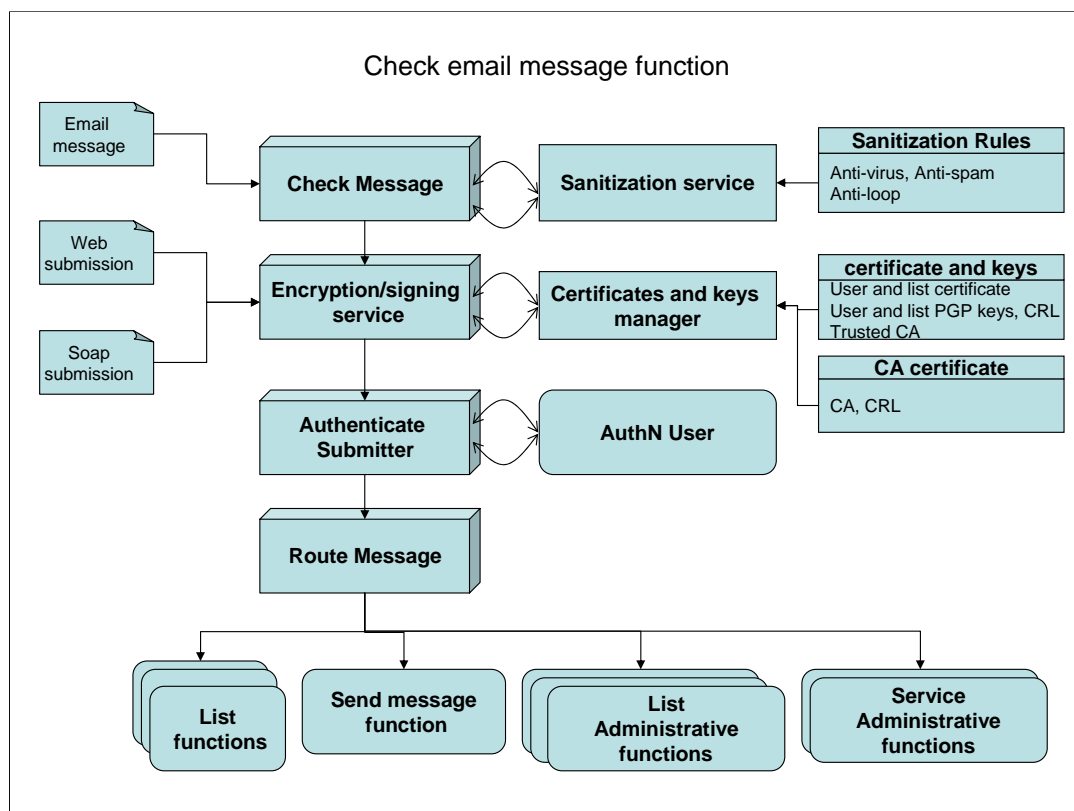 Check email message function
Email
message
Check Message
Sanitization service
Sanitization Rules
Anti-virus, Anti-spam
Anti-loop
Web
submission
Encryption/signing
service
Certificates and keys
manager
certificate and keys
User and list certificate
User and list PGP keys, CRL
Trusted CA
Soap
submission
CA certificate
CA, CRL
Authenticate
Submitter
AuthN User
Route Message
List
functions
Send message
function
List
Administrative
functions
Service
Administrative
functions